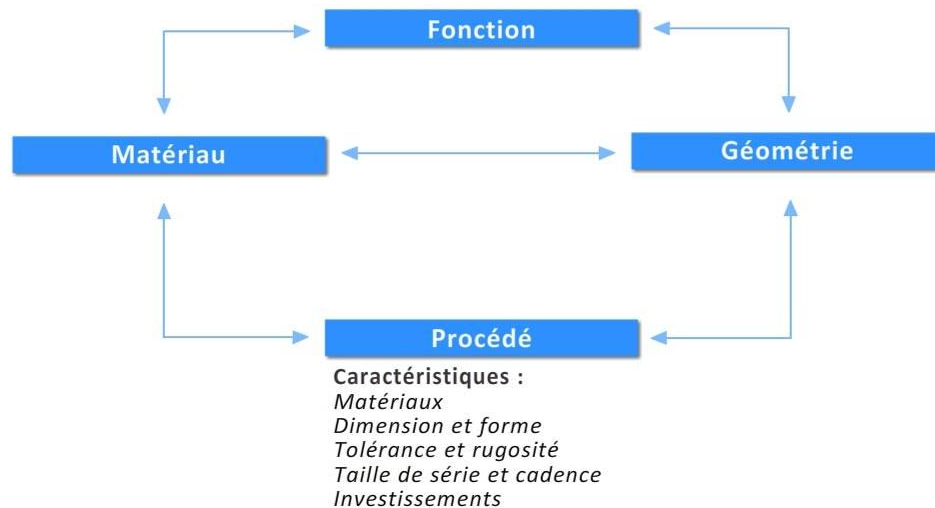 Fonction
Matériau
Géométrie
Procédé
Caractéristiques :
Matériaux
Dimension et forme
Tolérance et rugosité
Taille de série et cadence
Investissements